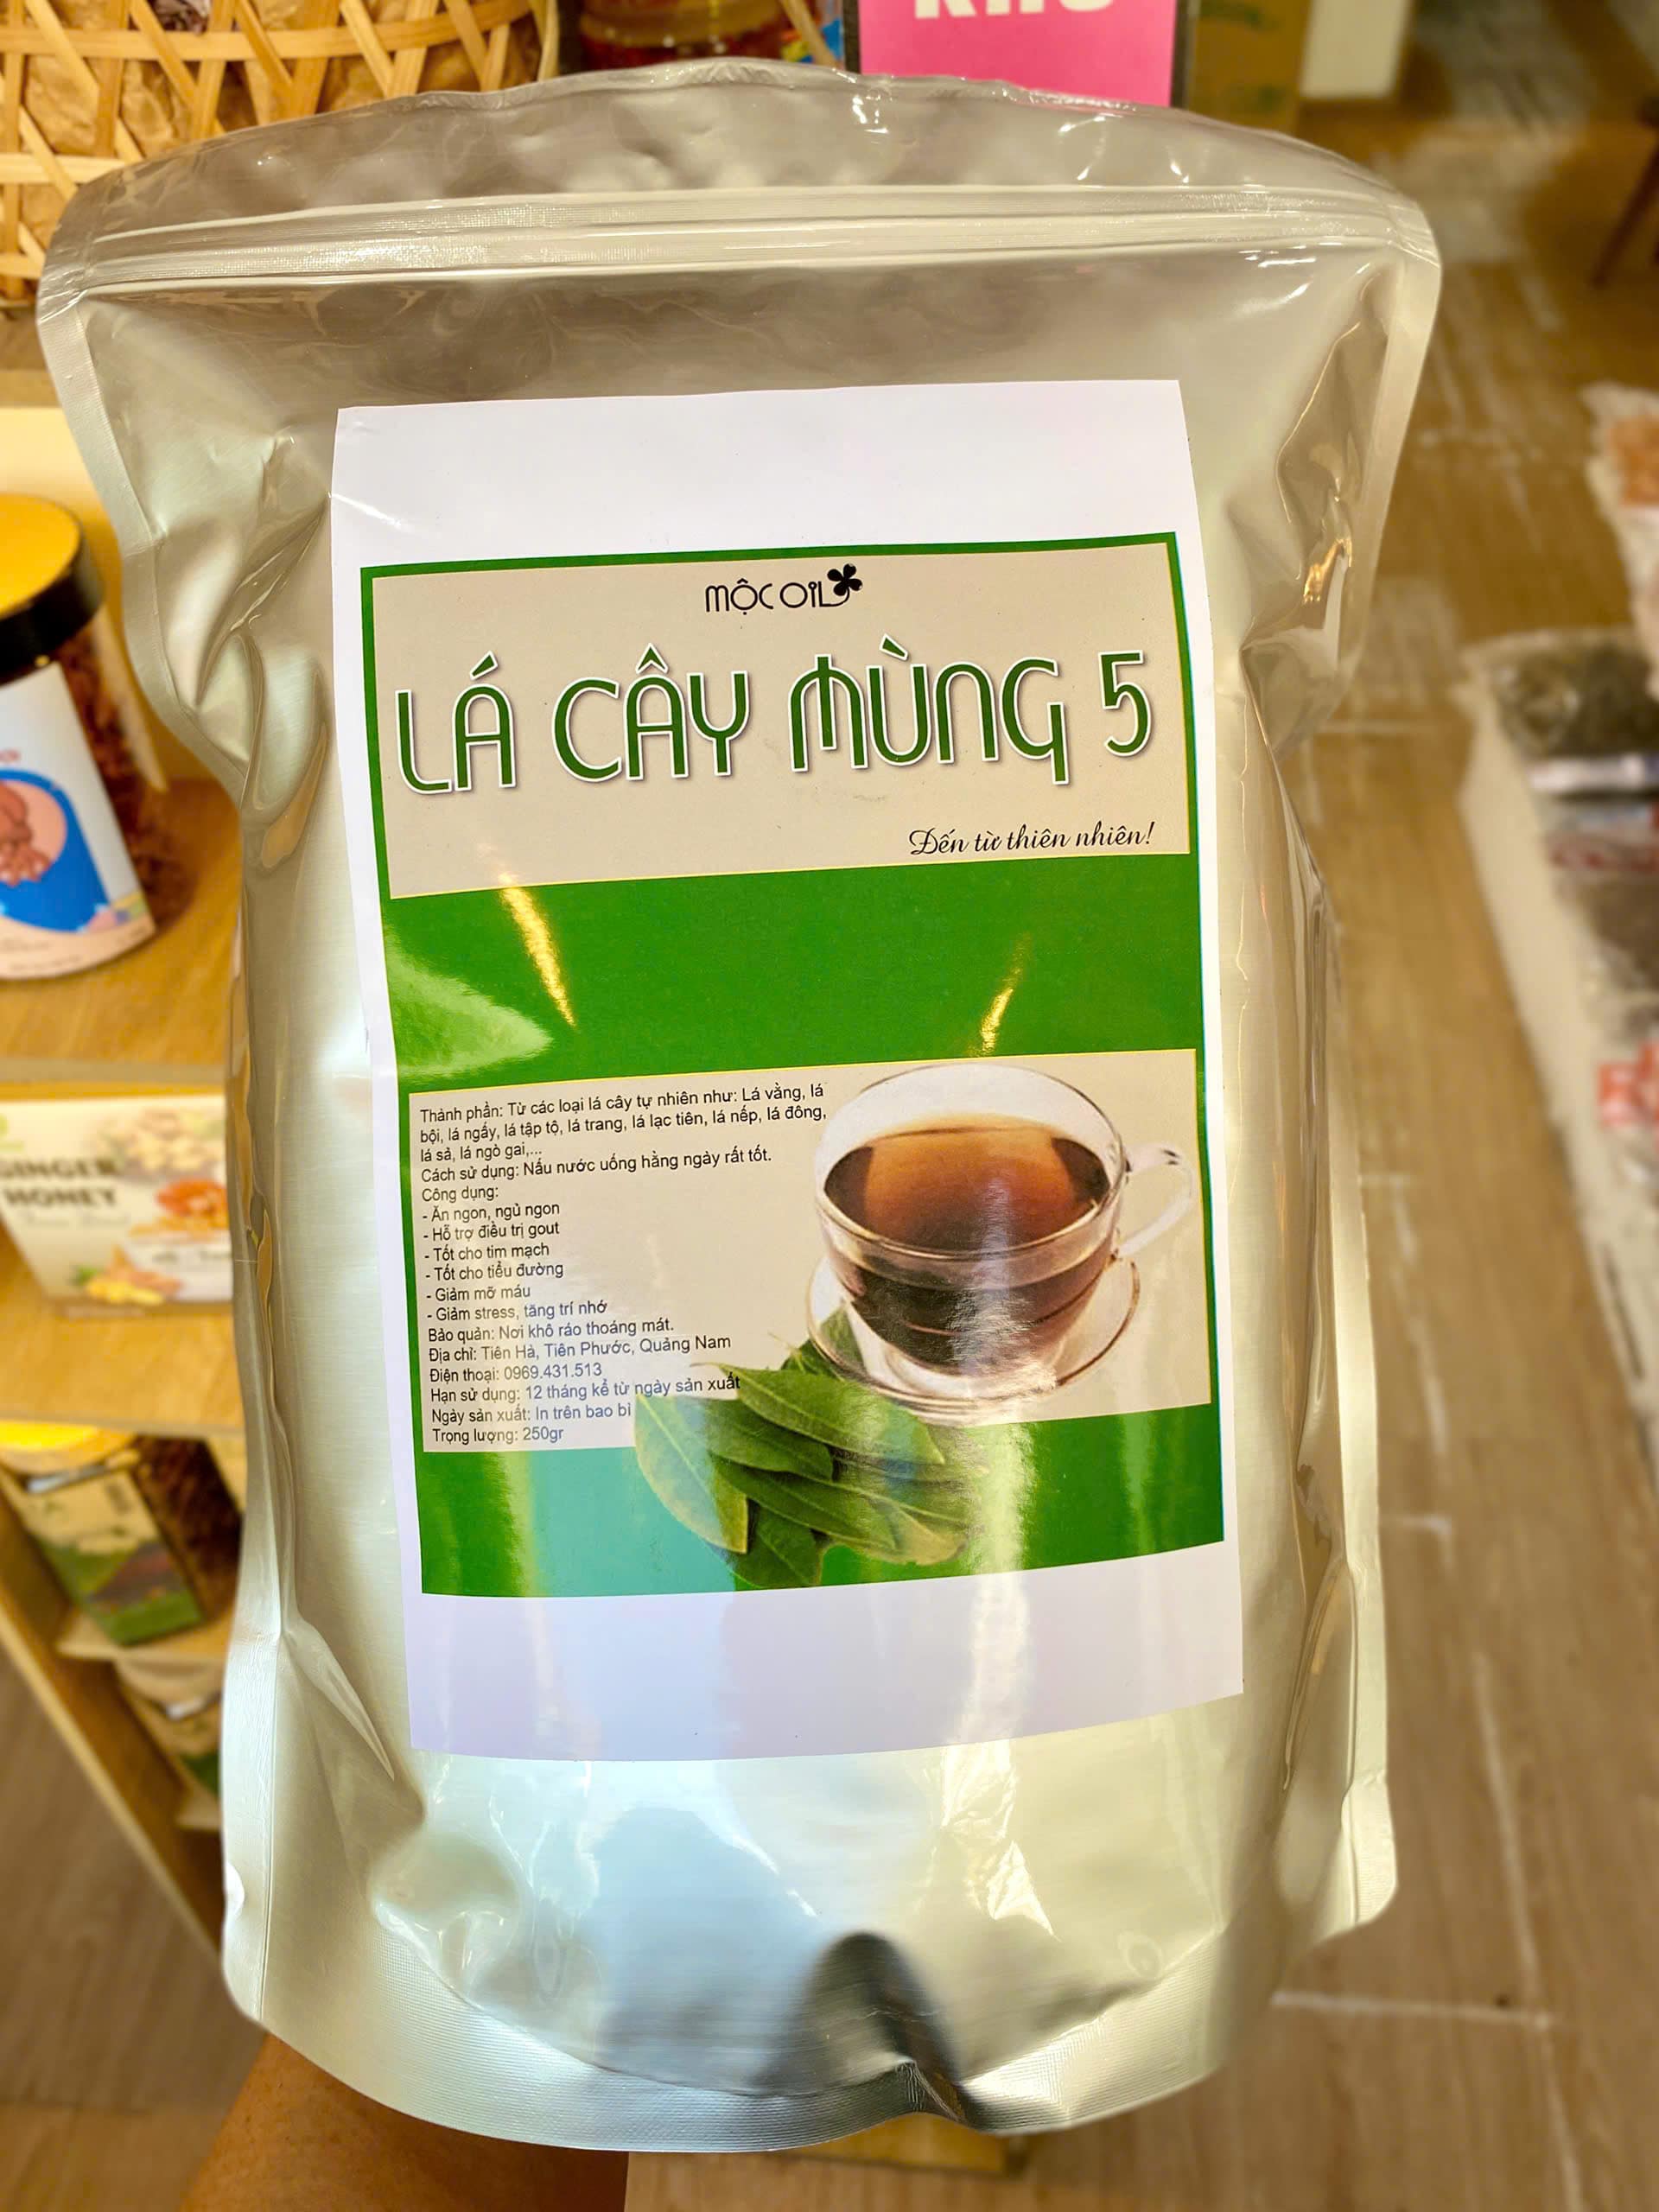 MỘC OIL
LÁ CÂY MÙNG 5
Đến từ thiên nhiên!
Thành phần: Từ các loại lá cây tự nhiên như: Lá vằng, lá
bội, lá ngấy, lá tập tộ, lá trang, lá lạc tiên, lá nếp, lá đông,
lá sả, lá ngò gai,...
Cách sử dụng: Nấu nước uống hằng ngày rất tốt.
Công dụng:
- Ăn ngon, ngủ ngon
- Hỗ trợ điều trị gout
- Tốt cho tim mạch
- Tốt cho tiểu đường
- Giảm mỡ máu
- Giảm stress, tăng trí nhớ
Bảo quản: Nơi khô ráo thoáng mát.
Địa chỉ: Tiên Hà, Tiên Phước, Quảng Nam
Điện thoại: 0969.431.513
Hạn sử dụng: 12 tháng kể từ ngày sản xuất
Ngày sản xuất: In trên bao bì
Trọng lượng: 250gr
GINGER
HONEY